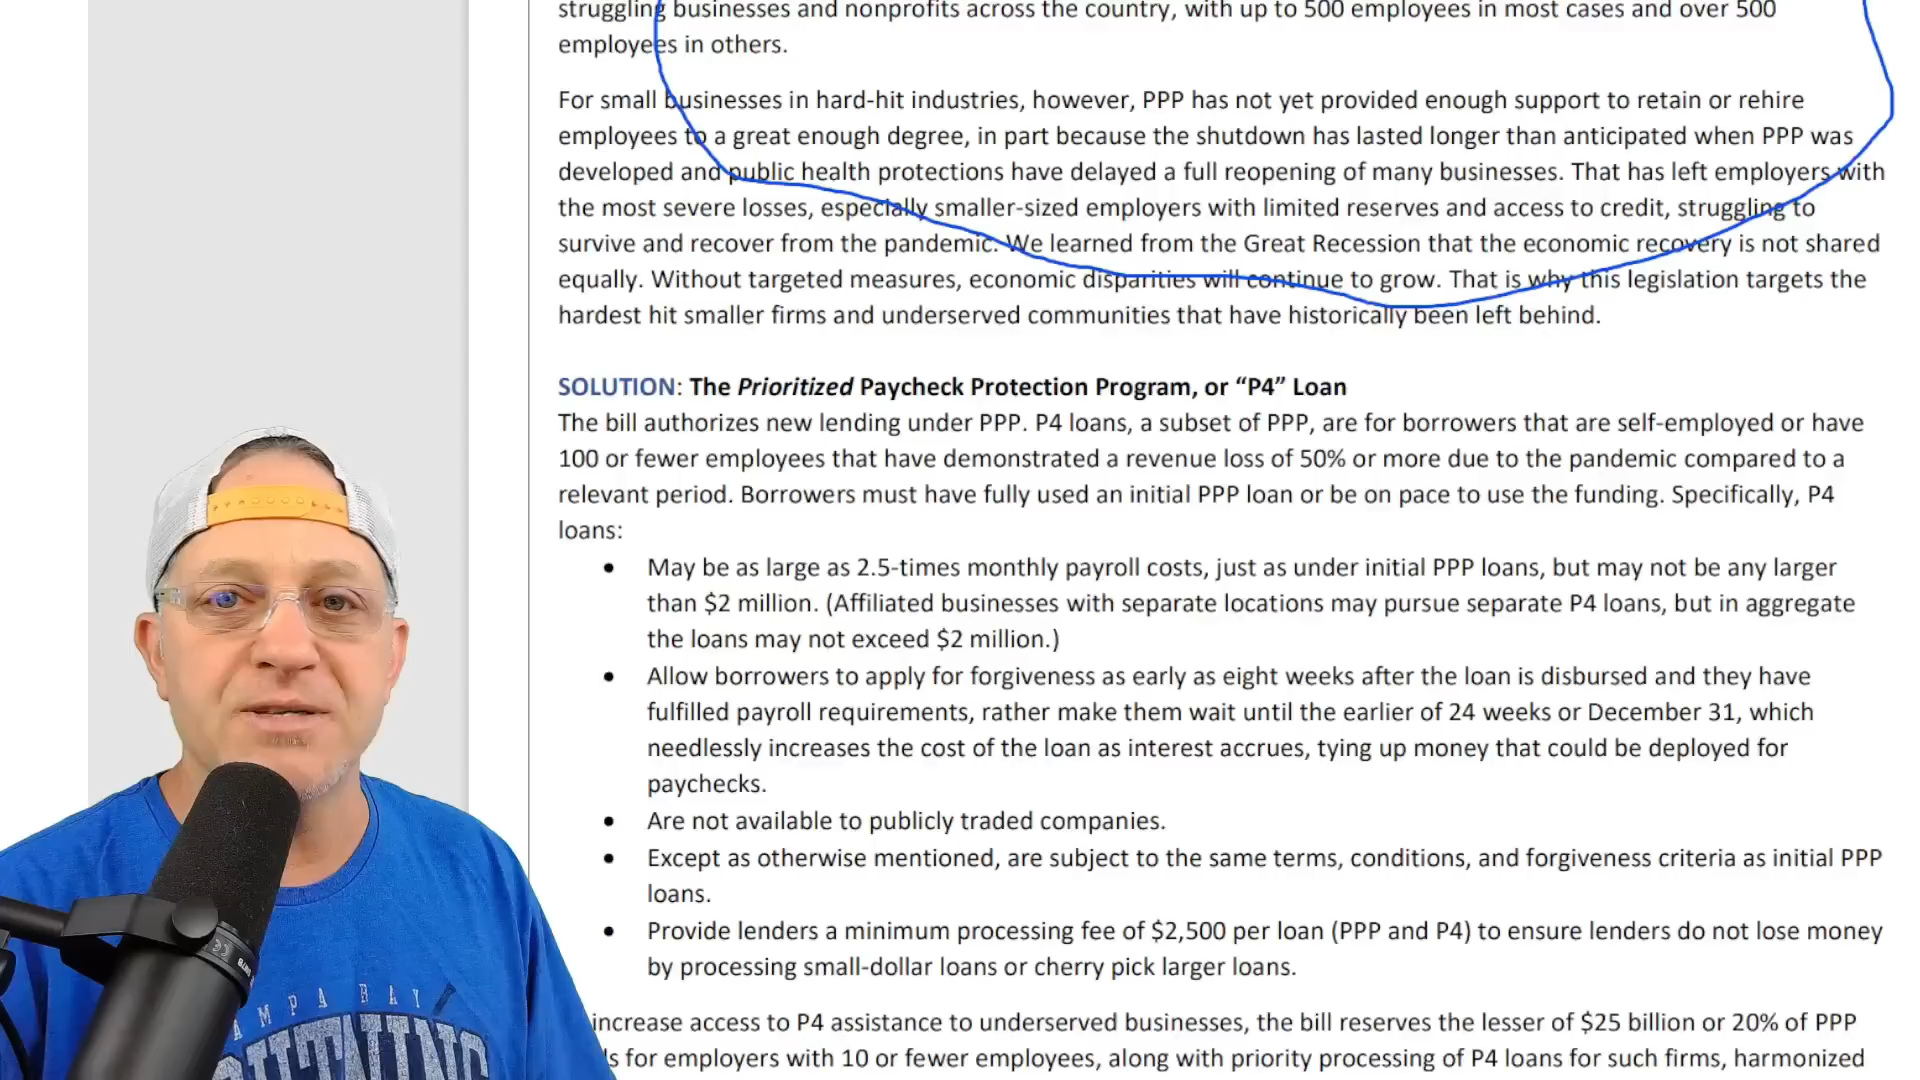 struggling businesses and nonprofits across the country, with up to 500 employees in most cases and over 500
employees in others.
For small businesses in hard-hit industries, however, PPP has not yet provided enough support to retain or rehire
employees to a great enough degree, in part because the shutdown has lasted longer than anticipated when PPP was
developed and public health protections have delayed a full reopening of many businesses. That has left employers with
the most severe losses, especially smaller-sized employers with limited reserves and access to credit, struggling to
survive and recover from the pandemic. We learned from the Great Recession that the economic recovery is not shared
equally. Without targeted measures, economic disparities will continue to grow. That is why this legislation targets the
hardest hit smaller firms and underserved communities that have historically been left behind.
SOLUTION: The Prioritized Paycheck Protection Program, or “P4” Loan
The bill authorizes new lending under PPP. P4 loans, a subset of PPP, are for borrowers that are self-employed or have
100 or fewer employees that have demonstrated a revenue loss of 50% or more due to the pandemic compared to a
relevant period. Borrowers must have fully used an initial PPP loan or be on pace to use the funding. Specifically, P4
loans:
• May be as large as 2.5-times monthly payroll costs, just as under initial PPP loans, but may not be any larger
than $2 million. (Affiliated businesses with separate locations may pursue separate P4 loans, but in aggregate
the loans may not exceed $2 million.)
• Allow borrowers to apply for forgiveness as early as eight weeks after the loan is disbursed and they have
fulfilled payroll requirements, rather make them wait until the earlier of 24 weeks or December 31, which
needlessly increases the cost of the loan as interest accrues, tying up money that could be deployed for
paychecks.
• Are not available to publicly traded companies.
• Except as otherwise mentioned, are subject to the same terms, conditions, and forgiveness criteria as initial PPP
loans.
• Provide lenders a minimum processing fee of $2,500 per loan (PPP and P4) to ensure lenders do not lose money
by processing small-dollar loans or cherry pick larger loans.
increase access to P4 assistance to underserved businesses, the bill reserves the lesser of $25 billion or 20% of PPP
for employers with 10 or fewer employees, along with priority processing of P4 loans for such firms, harmonized
AMPA BAY